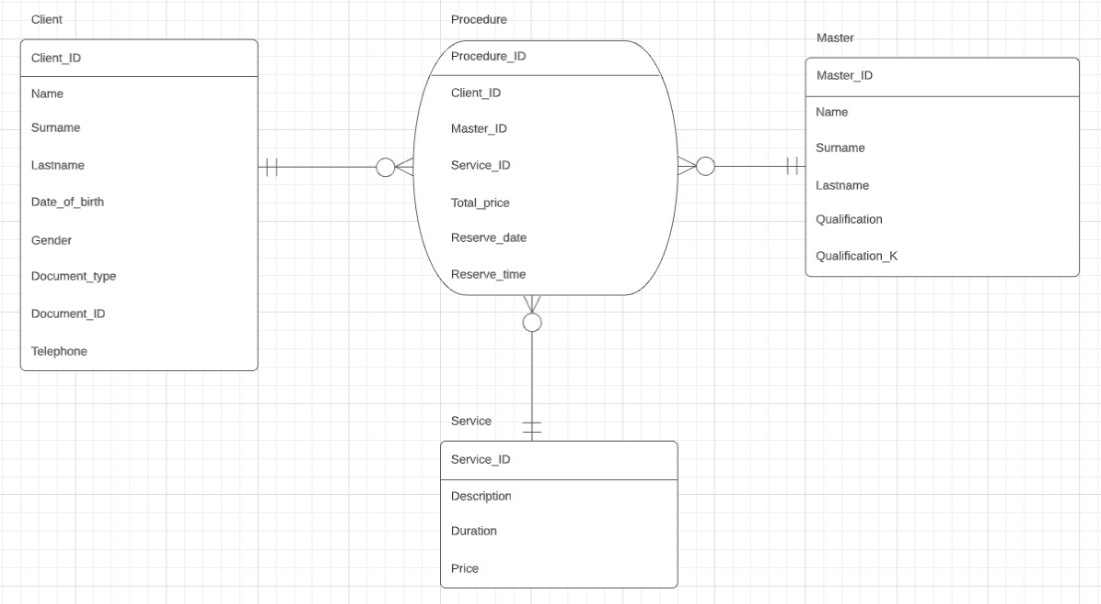 Client
Client_ID
Name
Surname
Lastname
Date_of_birth
Gender
Document_type
Document_ID
Telephone
Procedure
Procedure_ID
Client_ID
Master_ID
Service_ID
Total_price
Reserve_date
Reserve_time
Master
Master_ID
Name
Surname
Lastname
Qualification
Qualification_K
Service
Service_ID
Description
Duration
Price